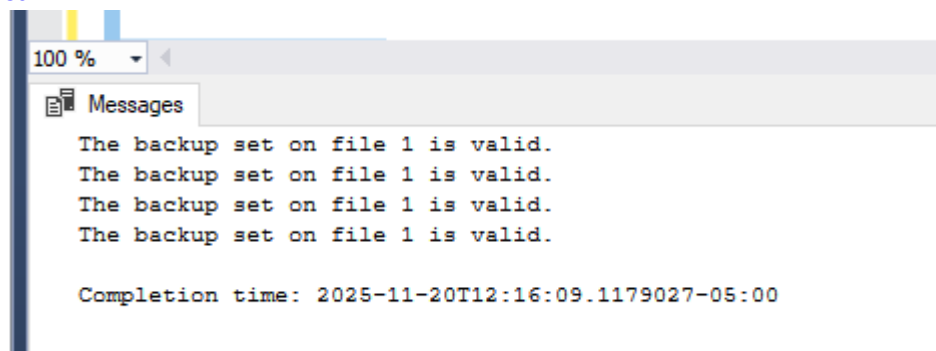 100 %
Messages
The backup set on file 1 is valid.
The backup set on file 1 is valid.
The backup set on file 1 is valid.
The backup set on file 1 is valid.
Completion time: 2025-11-20T12:16:09.1179027-05:00